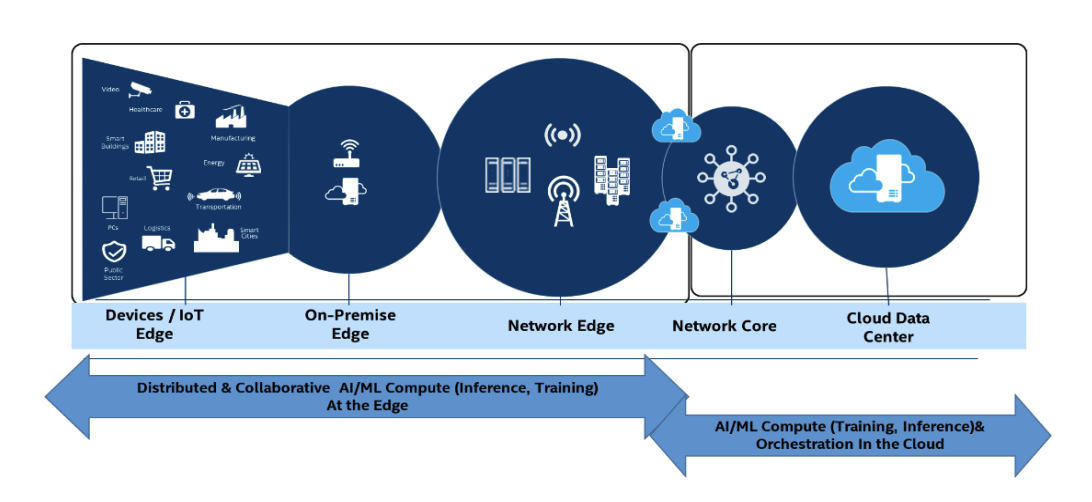 Video
Healthcare
Manufacturing
Smart
Buildings
Energy
Retail
Transportation
PCs
Logistics
Smart
Cities
Public
Sector
Devices / IoT
Edge
On-Premise
Edge
Network Edge
Network Core
Cloud Data
Center
Distributed & Collaborative AI/ML Compute (Inference, Training)
At the Edge
AI/ML Compute (Training, Inference)&
Orchestration In the Cloud